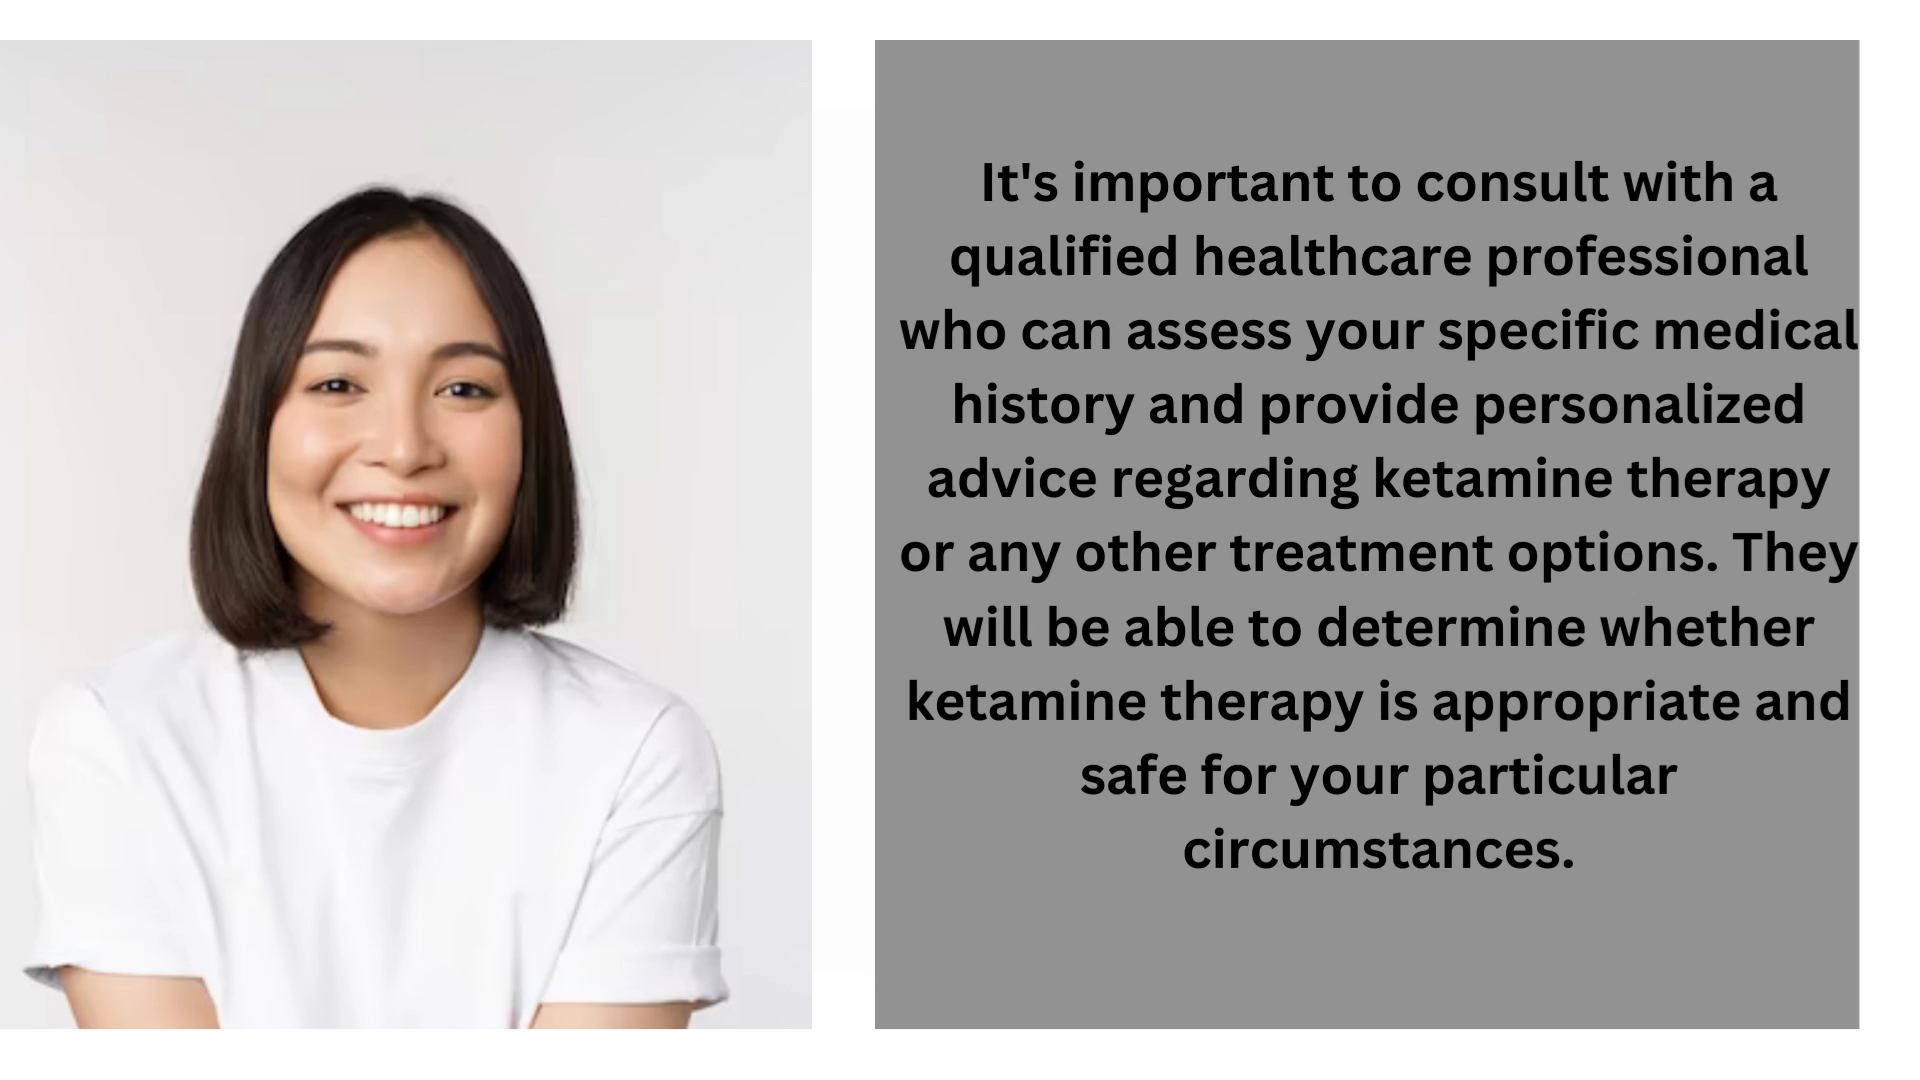 It's important to consult with a
qualified healthcare professional
who can assess your specific medical
history and provide personalized
advice regarding ketamine therapy
or any other treatment options. They
will be able to determine whether
ketamine therapy is appropriate and
safe for your particular
circumstances.